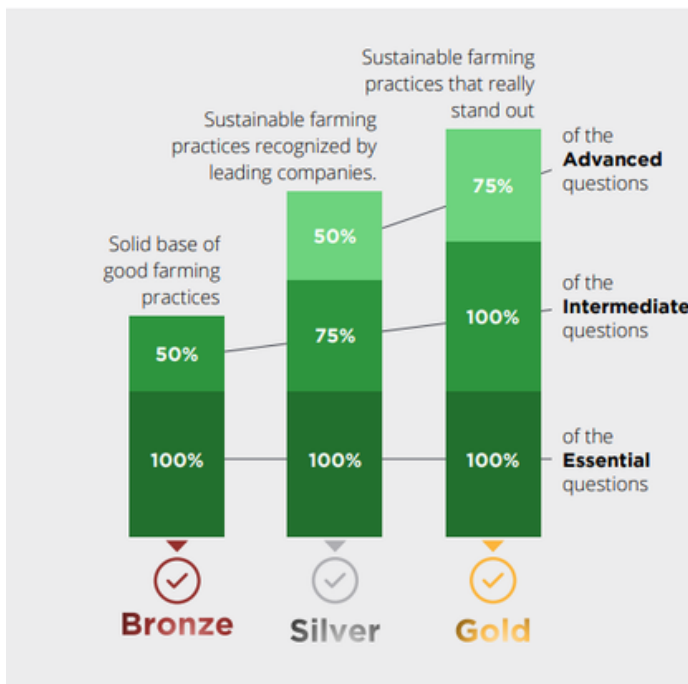 Sustainable farming
practices that really
stand out
Sustainable farming
practices recognized by
leading companies.
Solid base of
good farming
practices
75%
of the
Advanced
questions
50%
100%
of the
Intermediate
questions
75%
50%
100%
100%
100%
of the
Essential
questions
Bronze
Silver
Gold